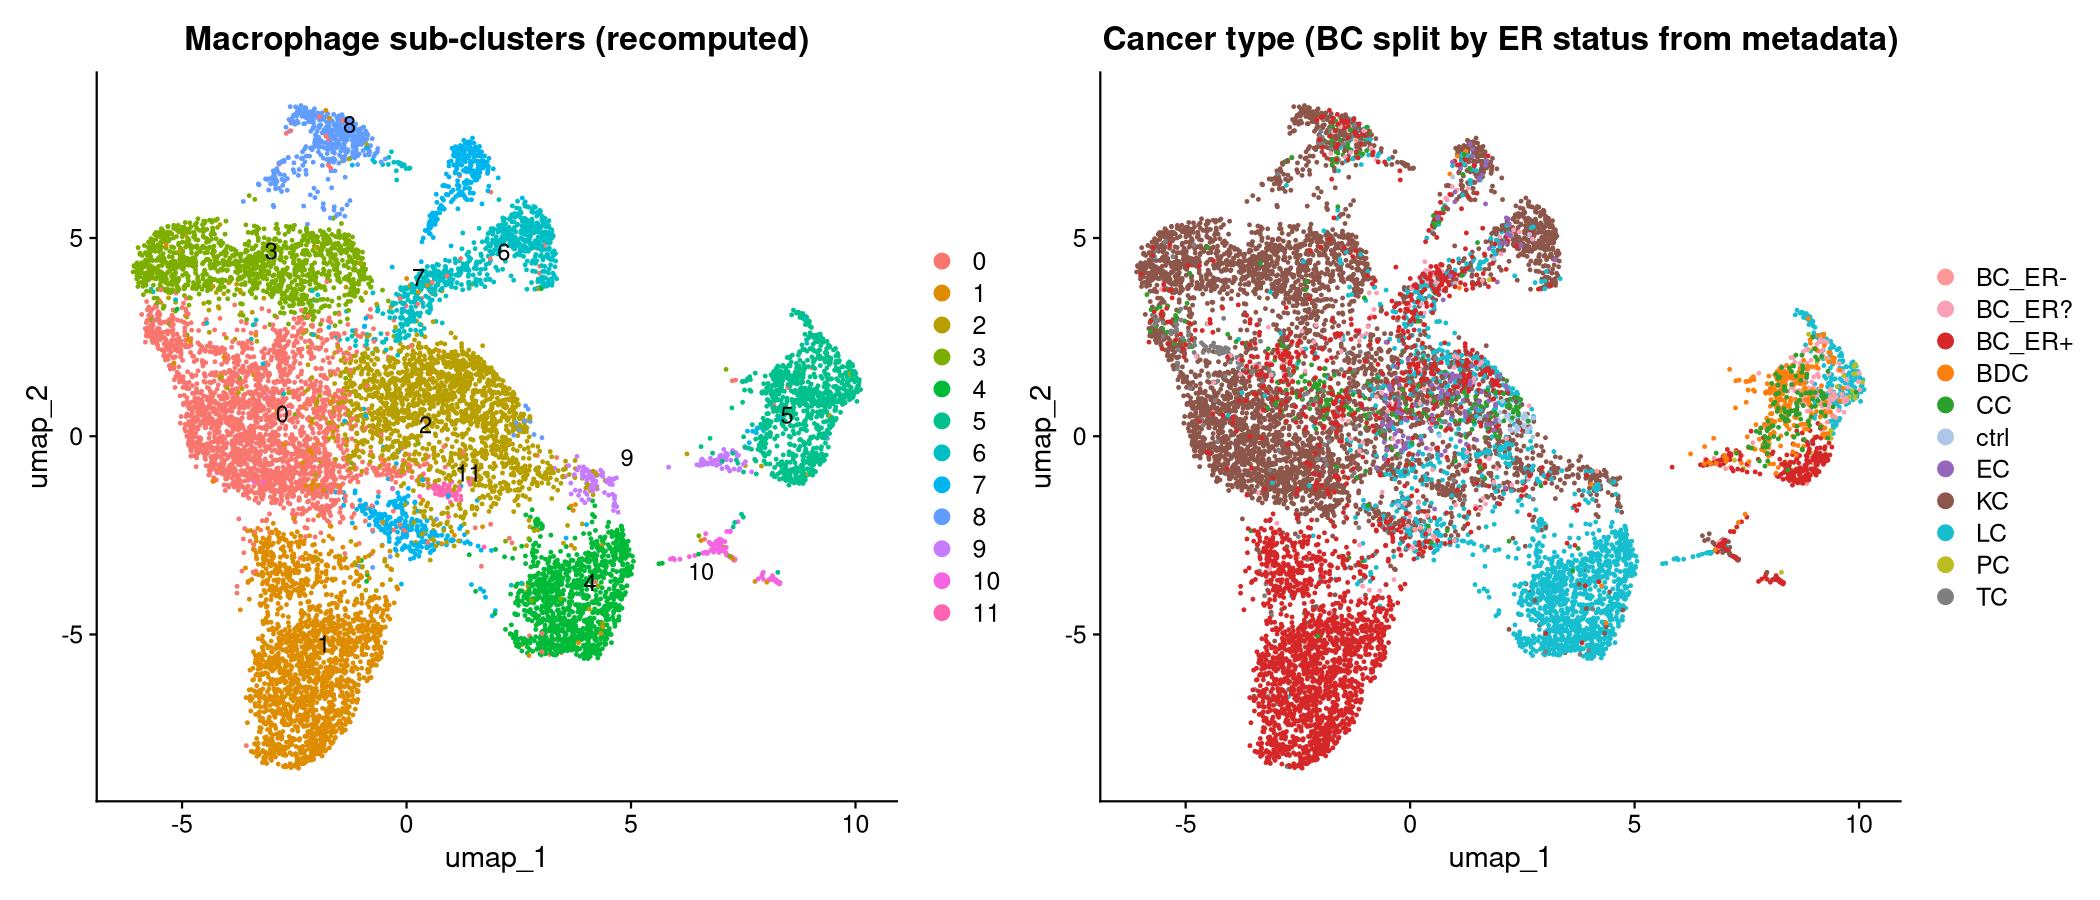 Macrophage sub-clusters (recomputed)
Cancer type (BC split by ER status from metadata)
umap_2
5
0
-5
-5
0
5
10
umap_1
8
3
6
7
0
2
5
9
11
10
4
1
0
1
2
3
4
5
6
7
8
9
10
11
umap_2
5
0
-5
-5
0
5
10
umap_1
BC_ER-
BC_ER?
BC_ER+
BDC
CC
ctrl
EC
KC
LC
PC
TC